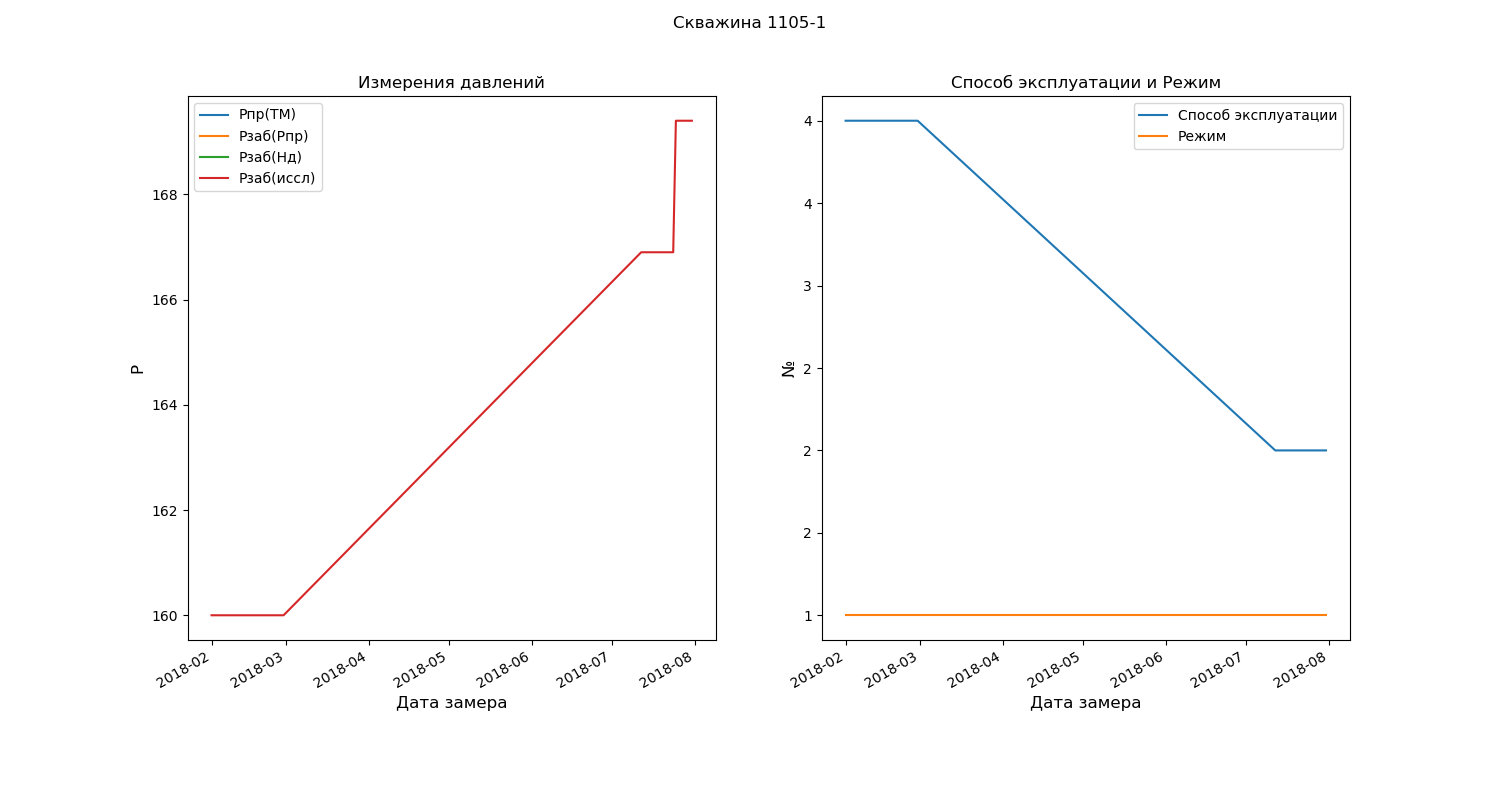 Скважина 1105-1
Измерения давлений
Рпр(ТМ)
Рзаб(Рпр)
Рзаб(Нд)
Рзаб(иссл)
168
166
164
162
160
Р
2018-02
2018-03
2018-04
2018-05
2018-06
2018-07
2018-08
Дата замера
Способ эксплуатации и Режим
Способ эксплуатации
Режим
4
4
3
2
2
2
1
№
2018-02
2018-03
2018-04
2018-05
2018-06
2018-07
2018-08
Дата замера